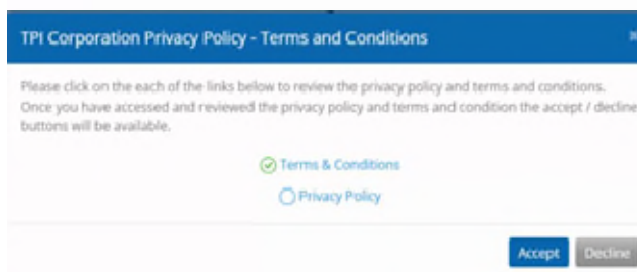 TPI Corporation Privacy Policy - Terms and Conditions
Please click on the each of the links below to review the privacy policy and terms and conditions.
Once you have accessed and reviewed the privacy policy and terms and condition the accept / decline
buttons will be available.
Terms & Conditions
Privacy Policy
Accept Decline